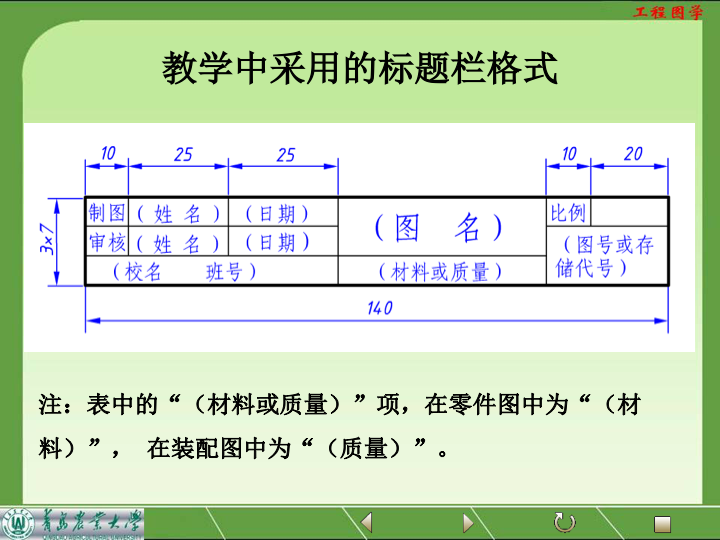 工程图学
教学中采用的标题栏格式
10 25 25 10 20
制图 (姓 名) (日期) (图 名) 比例
审核 (姓 名) (日期) (图号或存
储代号)
(校名 班号) (材料或质量)
3×7
140
注：表中的“（材料或质量）”项，在零件图中为“（材
料）”， 在装配图中为“（质量）”。
青岛农业大学